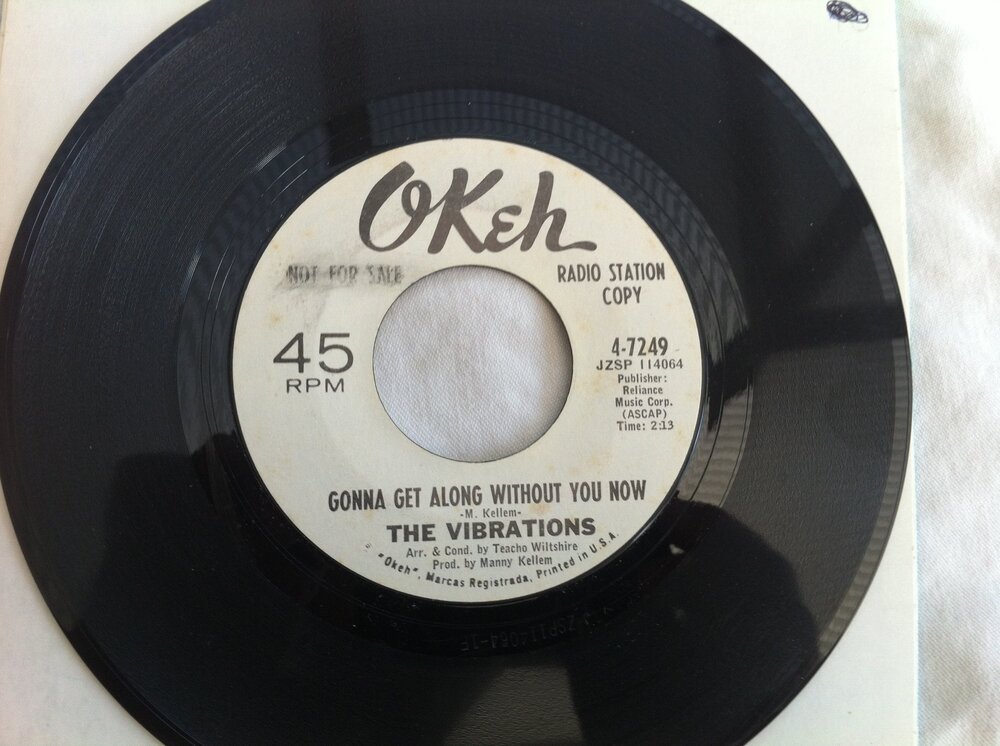 OKeh
NOT FOR SALE
RADIO STATION
COPY
45
RPM
4-7249
JZSP 114064
Publisher:
Reliance
Music Corp.
(ASCAP)
Time: 2:13
GONNA GET ALONG WITHOUT YOU NOW
-M. Kellem-
THE VIBRATIONS
Arr. & Cond. by Teacho Wiltshire
Prod. by Manny Kellem
"Okeh", Marcas Registrada, Printed in U.S.A.